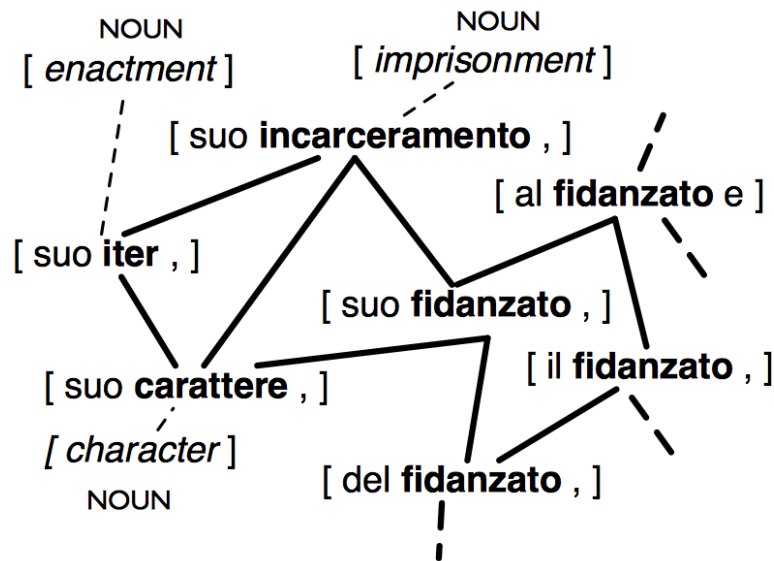 NOUN
[ enactment ]
NOUN
[ imprisonment ]
[ suo incarceramento , ]
[ al fidanzato e ]
[ suo iter , ]
[ suo fidanzato , ]
[ il fidanzato , ]
[ suo carattere , ]
[ character ]
NOUN
[ del fidanzato , ]